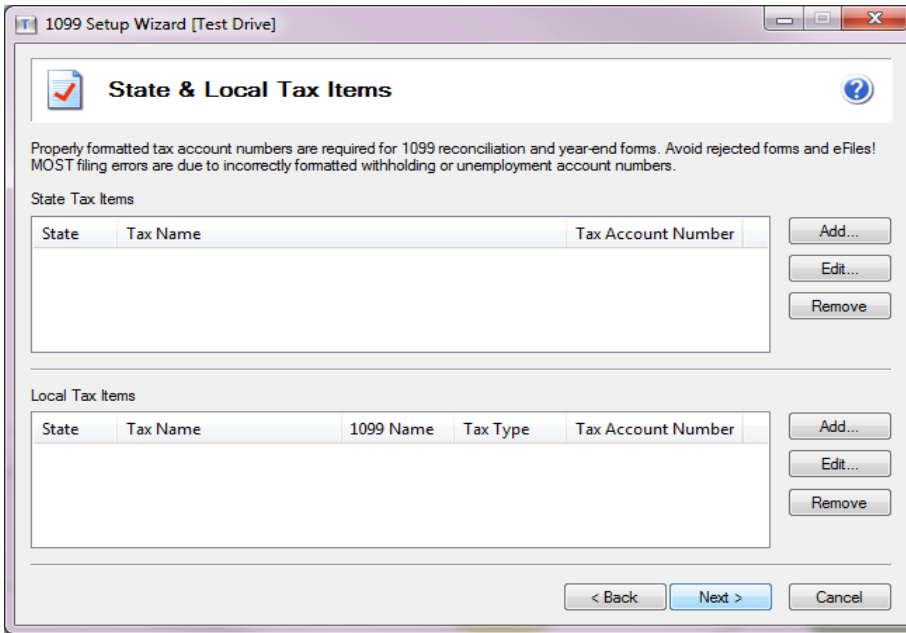 1099 Setup Wizard [Test Drive]
State & Local Tax Items
Properly formatted tax account numbers are required for 1099 reconciliation and year-end forms. Avoid rejected forms and eFiles!
MOST filing errors are due to incorrectly formatted withholding or unemployment account numbers.
State Tax Items
State Tax Name Tax Account Number
Add...
Edit...
Remove
Local Tax Items
State Tax Name 1099 Name Tax Type Tax Account Number
Add...
Edit...
Remove
< Back Next > Cancel